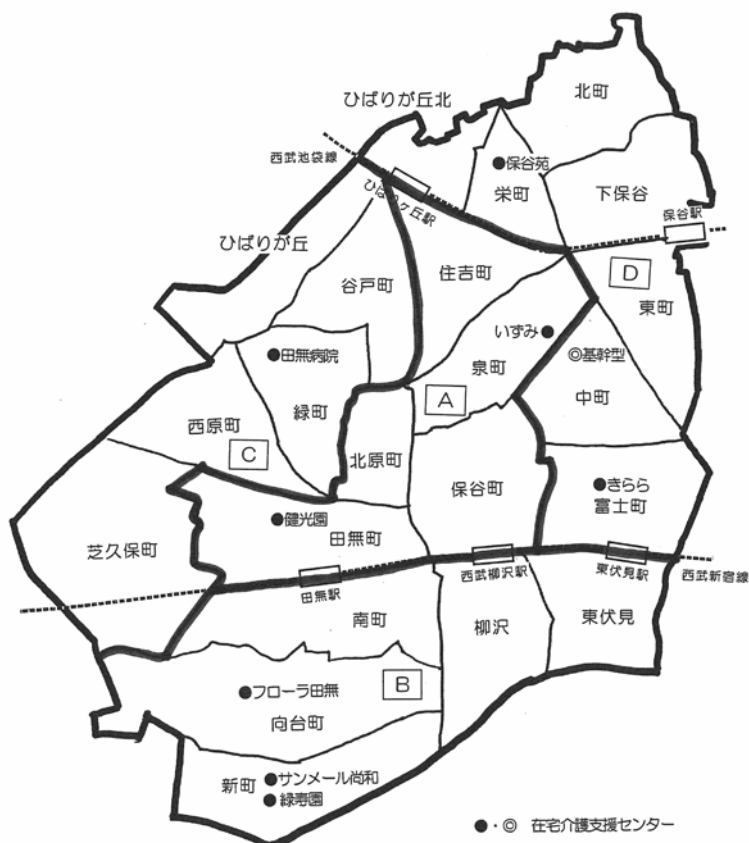 北町
ひばりが丘北
西武池袋線
●保谷苑
栄町
下保谷
ひばりヶ丘駅
保谷駅
ひばりが丘
谷戸町
住吉町
D
東町
いずみ●
◎基幹型
●田無病院
泉町
中町
緑町
A
西原町
C
北原町
保谷町
●きらら
富士町
●健光園
田無町
芝久保町
西武柳沢駅
東伏見駅
西武新宿線
田無駅
南町
柳沢
東伏見
●フローラ田無
B
向台町
新町
●サンメール尚和
●緑寿園
●・◎ 在宅介護支援センター